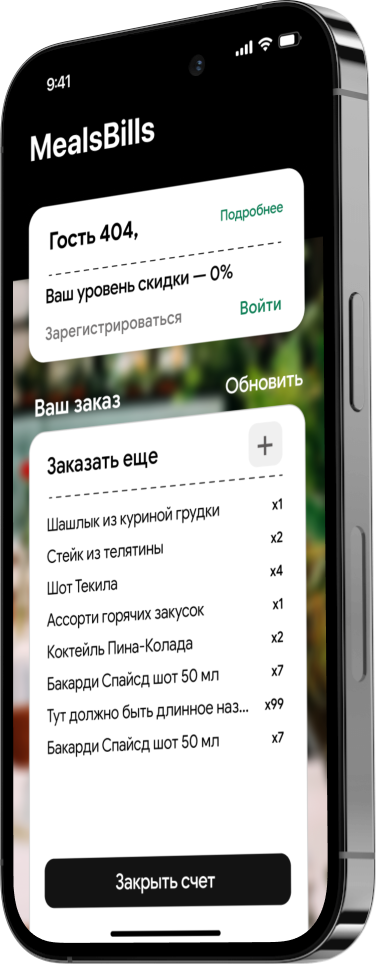 9:41
MealsBills
Гость 404,
Подробнее
Ваш уровень скидки — 0%
Зарегистрироваться
Войти
Ваш заказ
Обновить
Заказать еще
+
Шашлык из куриной грудки x1
Стейк из телятины x2
Шот Текила x4
Ассорти горячих закусок x1
Коктейль Пина-Колада x2
Бакарди Спайсд шот 50 мл x7
Тут должно быть длинное наз... x99
Бакарди Спайсд шот 50 мл x7
Закрыть счет